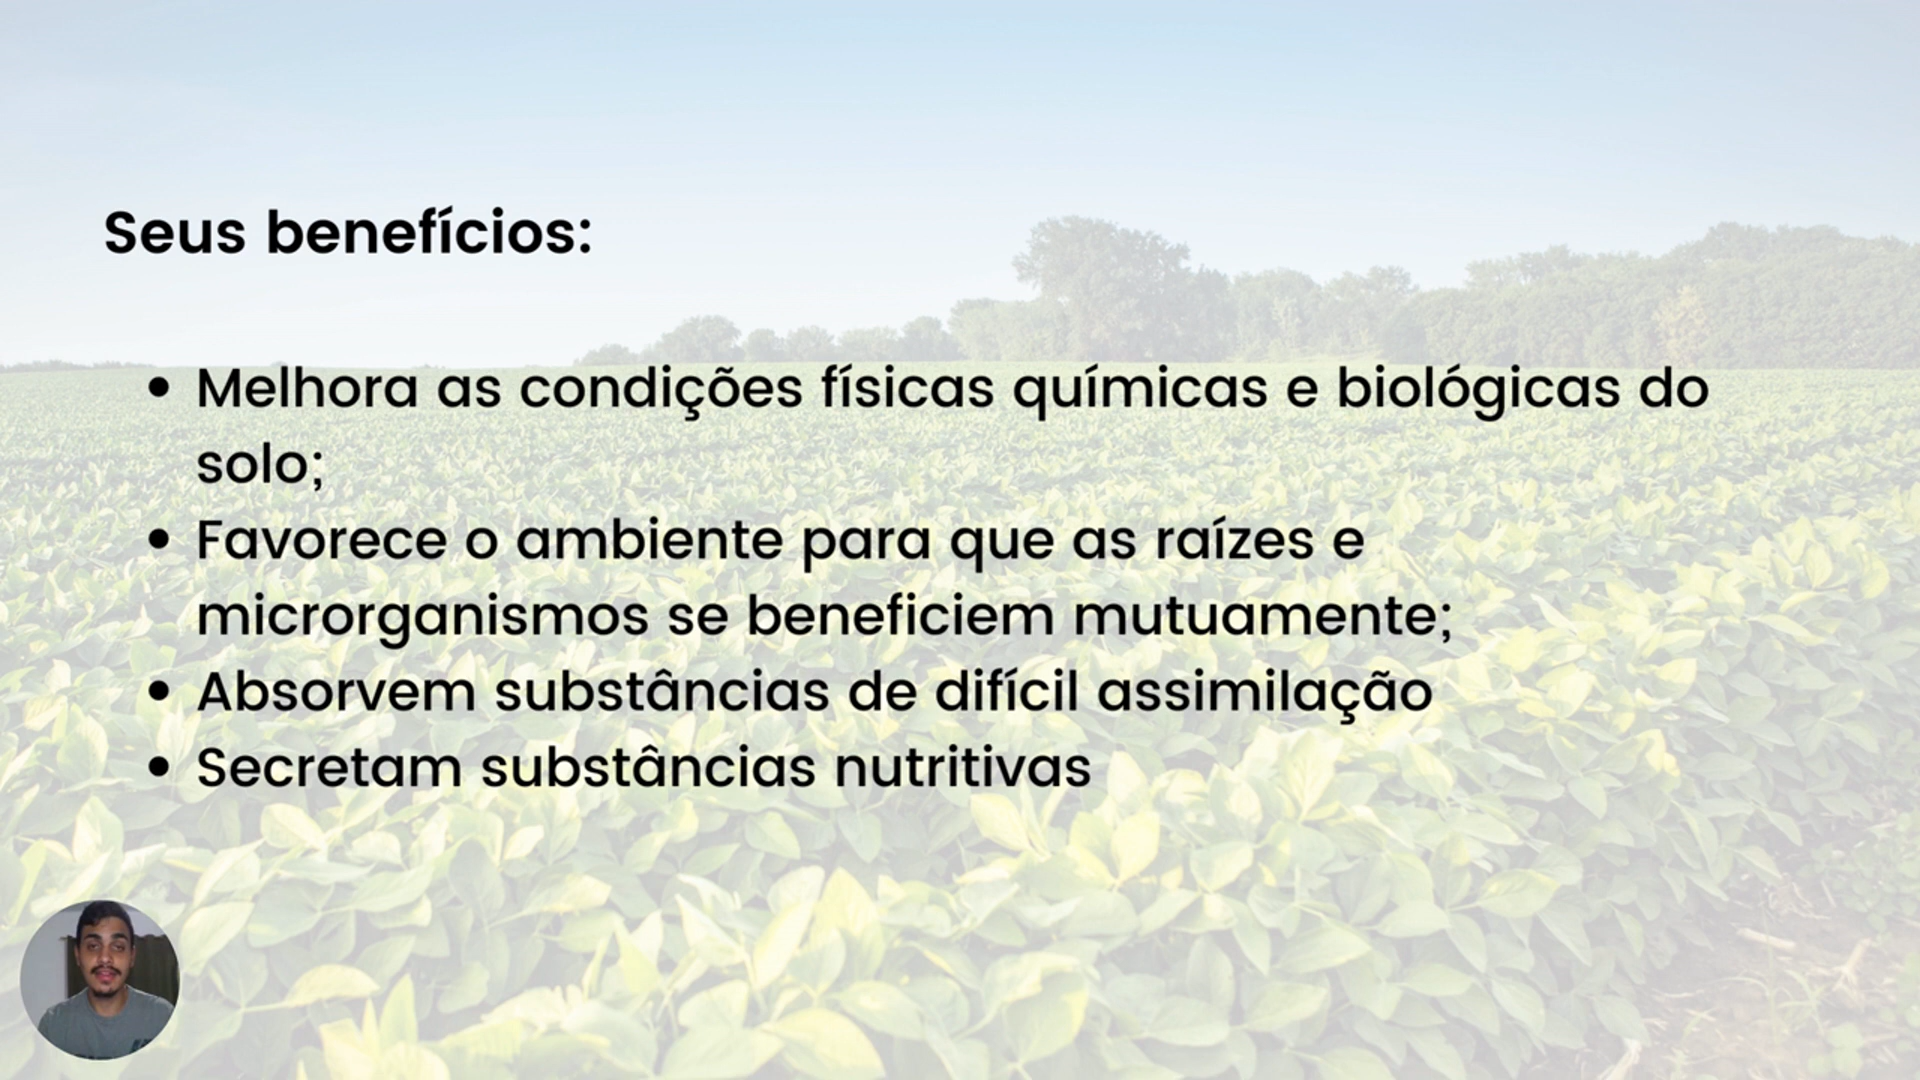 Seus benefícios:
• Melhora as condições físicas químicas e biológicas do
solo;
• Favorece o ambiente para que as raízes e
microrganismos se beneficiem mutuamente;
• Absorvem substâncias de difícil assimilação
• Secretam substâncias nutritivas